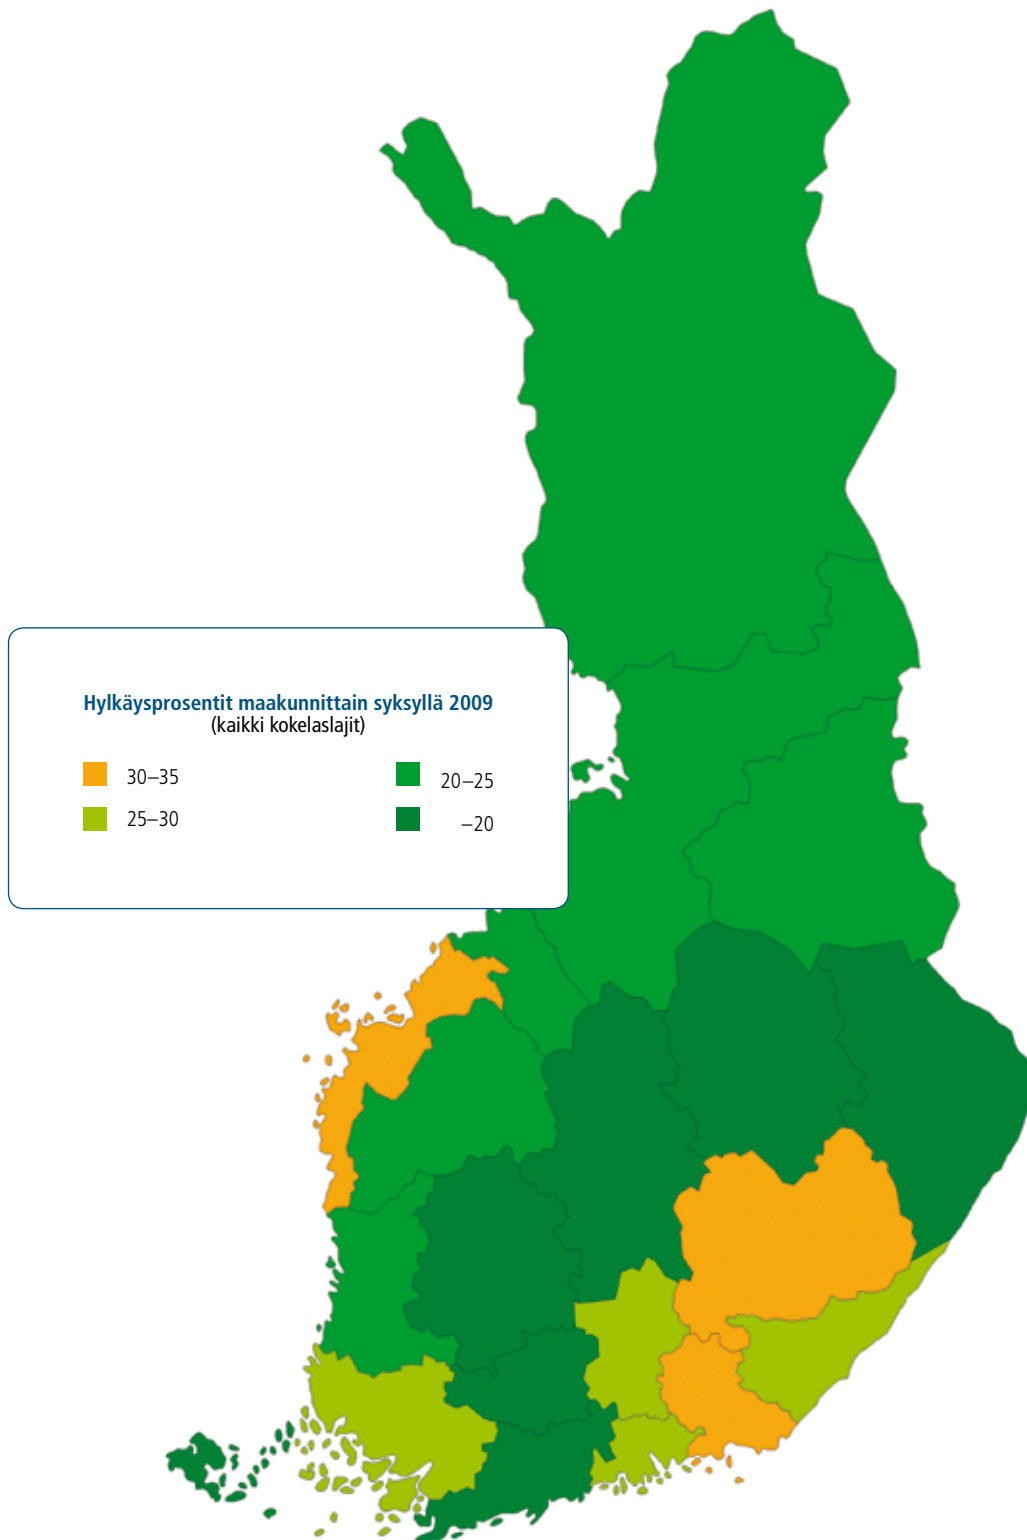 Hylkäysprosentit maakunnittain syksyllä 2009
(kaikki kokelaslajit)
30–35
20–25
25–30
–20